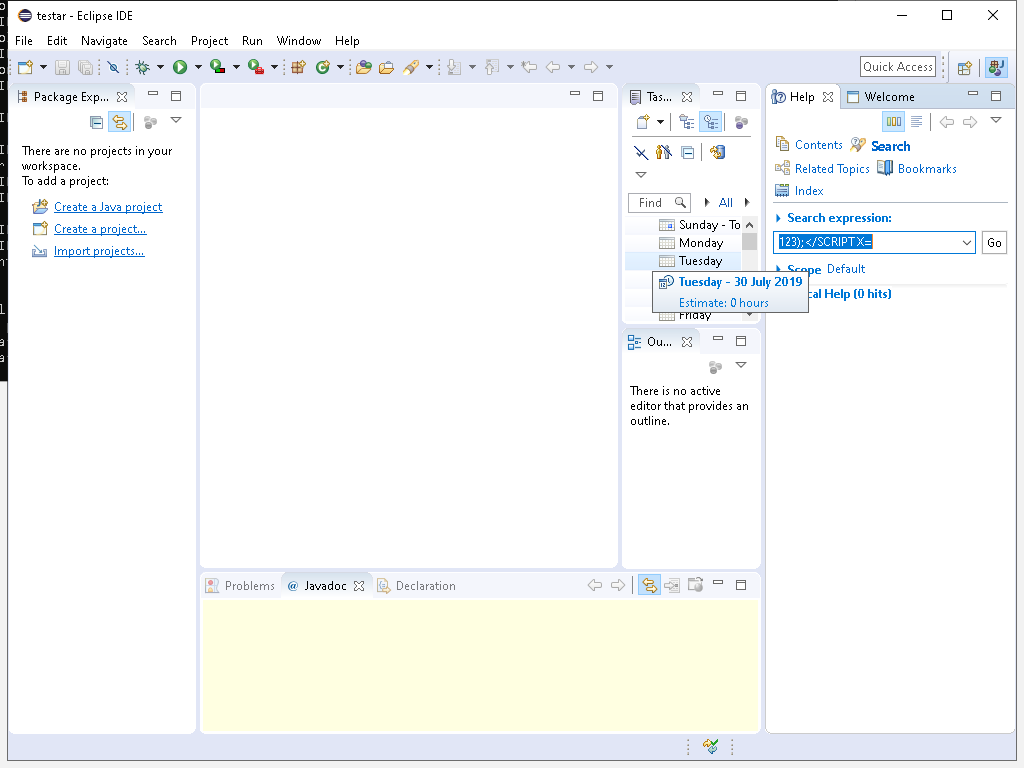 testar - Eclipse IDE
File Edit Navigate Search Project Run Window Help
Quick Access
Package Exp...
There are no projects in your
workspace.
To add a project:
Create a Java project
Create a project...
Import projects...
Tas...
Find
All
Sunday - To
Monday
Tuesday
Tuesday - 30 July 2019
Estimate: 0 hours
Friday
Ou...
There is no active
editor that provides an
outline.
Help
Welcome
Contents
Search
Related Topics
Bookmarks
Index
Search expression:
123);</SCRIPT X=
Go
Scope Default
cal Help (0 hits)
Problems
@ Javadoc
Declaration